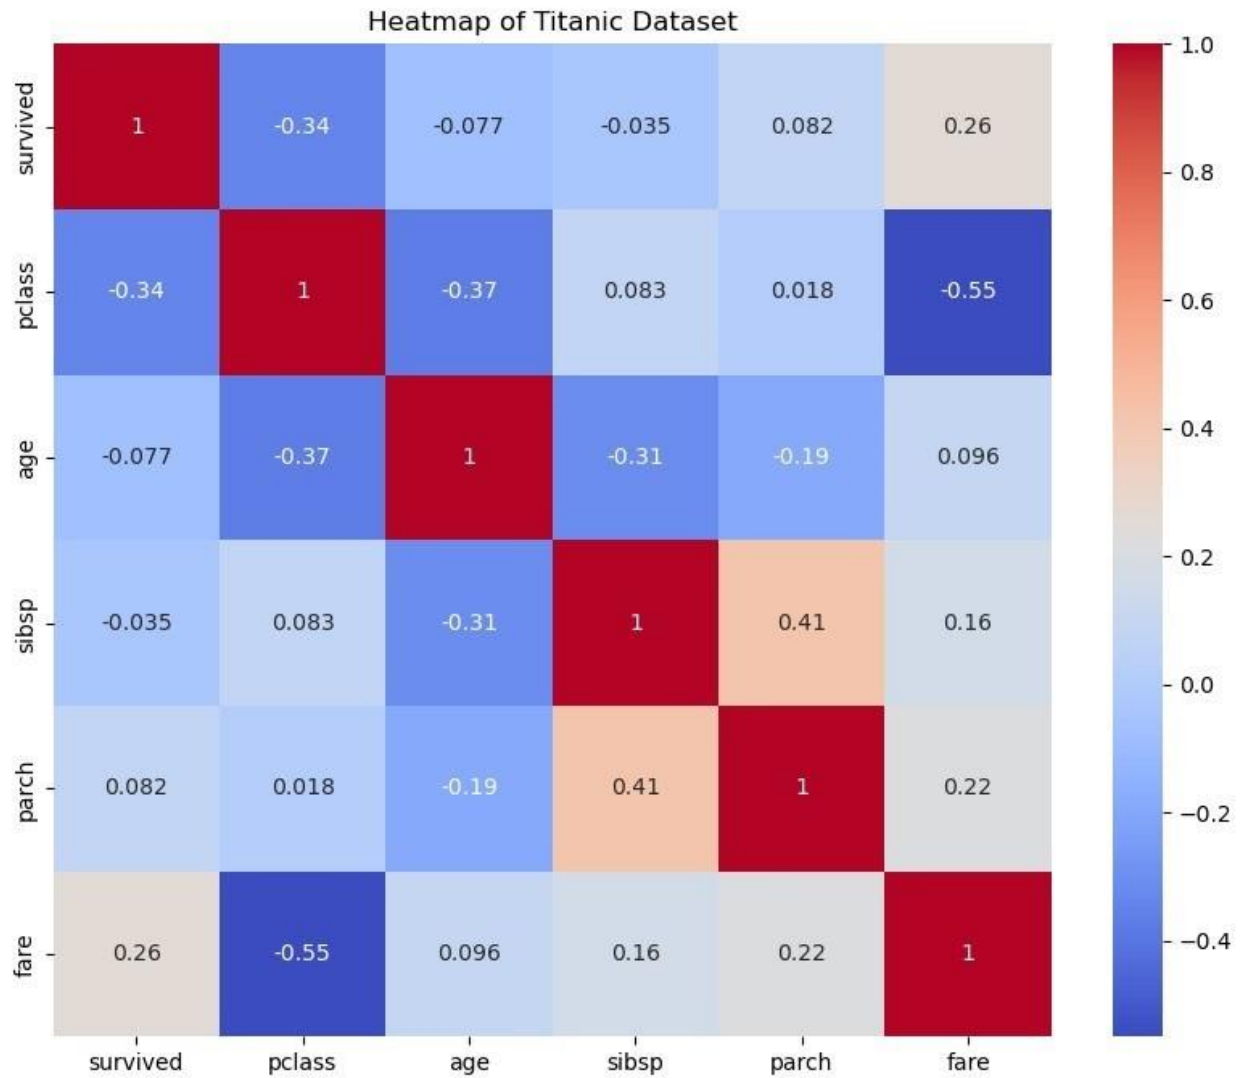 Heatmap of Titanic Dataset
survived 1 -0.34 -0.077 -0.035 0.082 0.26
pclass -0.34 1 -0.37 0.083 0.018 -0.55
age -0.077 -0.37 1 -0.31 -0.19 0.096
sibsp -0.035 0.083 -0.31 1 0.41 0.16
parch 0.082 0.018 -0.19 0.41 1 0.22
fare 0.26 -0.55 0.096 0.16 0.22 1
survived pclass age sibsp parch fare
1.0
0.8
0.6
0.4
0.2
0.0
−0.2
−0.4